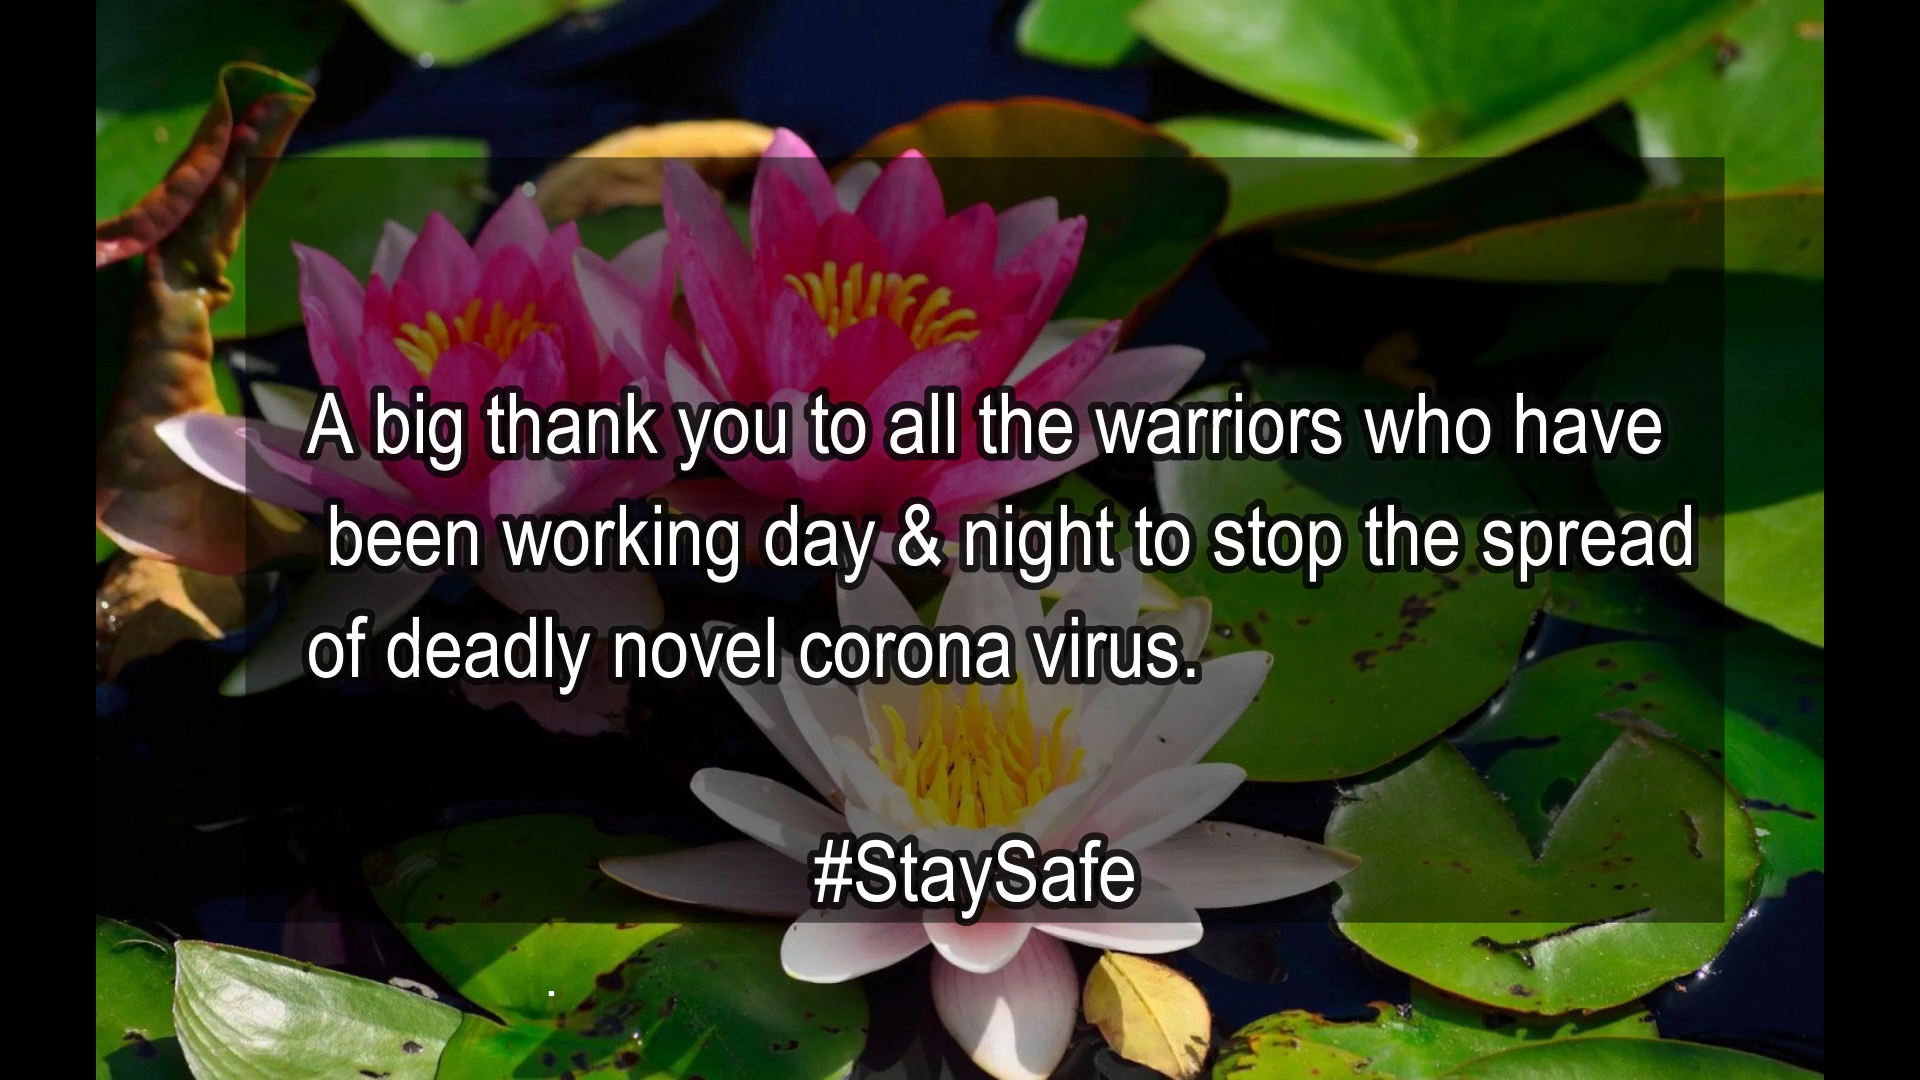 A big thank you to all the warriors who have
been working day & night to stop the spread
of deadly novel corona virus.
#StaySafe
.